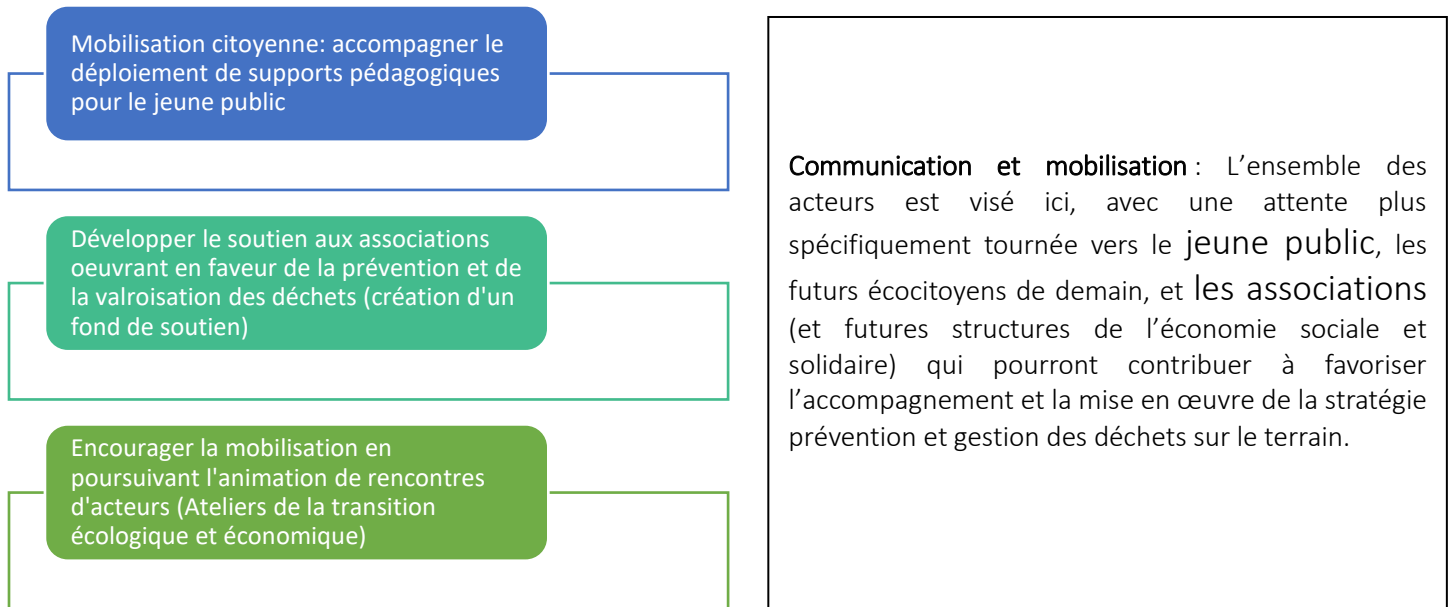 Mobilisation citoyenne: accompagner le
déploiement de supports pédagogiques
pour le jeune public
Développer le soutien aux associations
oeuvrant en faveur de la prévention et de
la valroisation des déchets (création d'un
fond de soutien)
Encourager la mobilisation en
poursuivant l'animation de rencontres
d'acteurs (Ateliers de la transition
écologique et économique)
Communication et mobilisation : L’ensemble des
acteurs est visé ici, avec une attente plus
spécifiquement tournée vers le jeune public, les
futurs écocitoyens de demain, et les associations
(et futures structures de l’économie sociale et
solidaire) qui pourront contribuer à favoriser
l’accompagnement et la mise en œuvre de la stratégie
prévention et gestion des déchets sur le terrain.